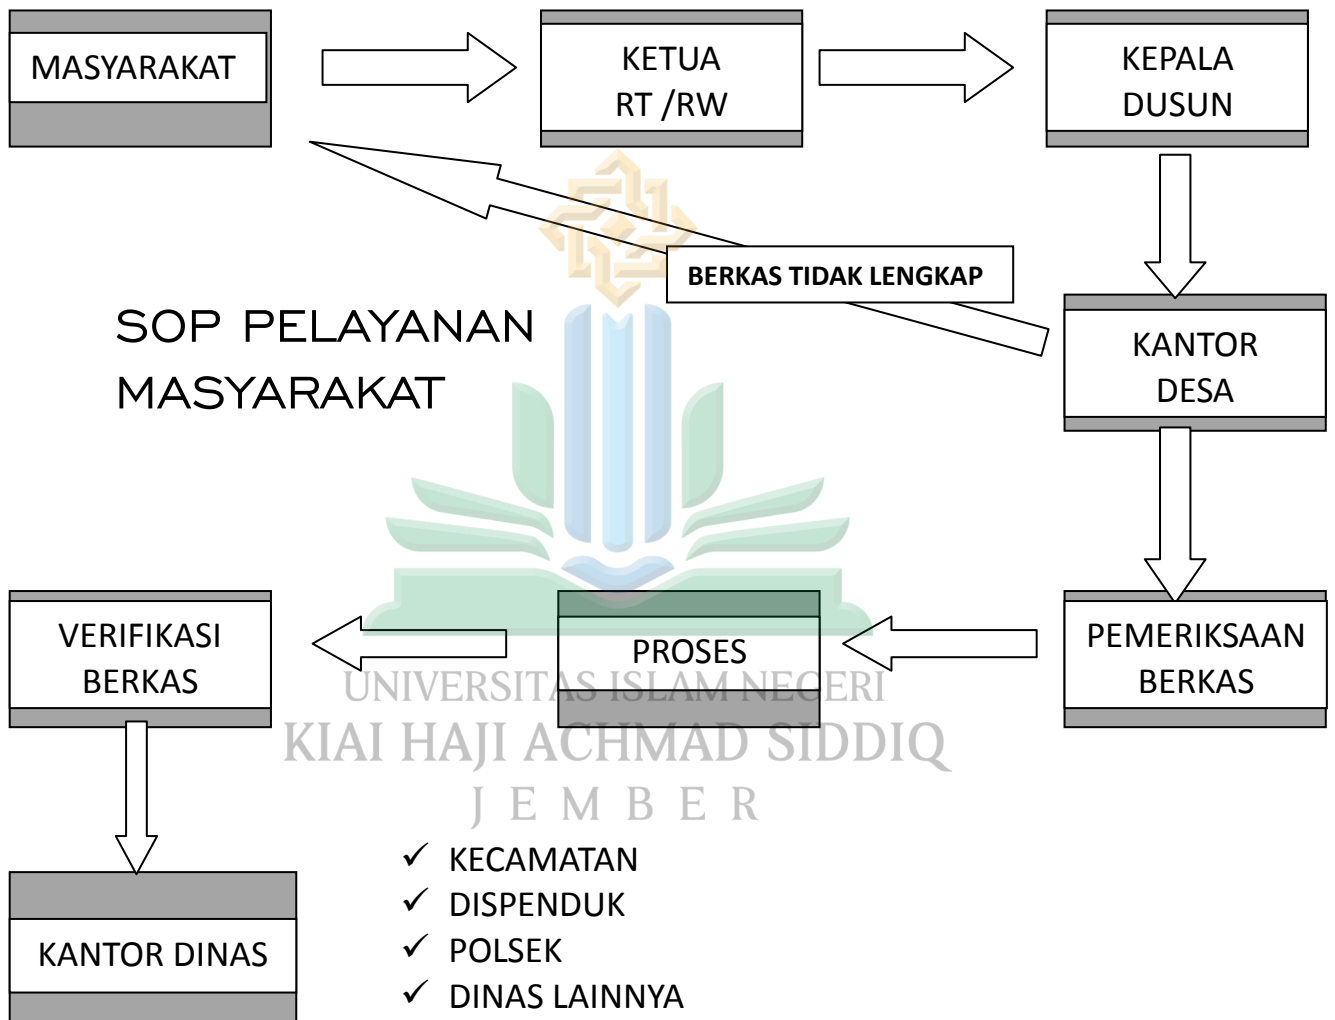 MASYARAKAT
KETUA
RT /RW
KEPALA
DUSUN
BERKAS TIDAK LENGKAP
SOP PELAYANAN
MASYARAKAT
KANTOR
DESA
VERIFIKASI
BERKAS
PROSES
PEMERIKSAAN
BERKAS
UNIVERSITAS ISLAM NEGERI
KIAI HAJI ACHMAD SIDDIQ
JEMBER
KANTOR DINAS
✓ KECAMATAN
✓ DISPENDUK
✓ POLSEK
✓ DINAS LAINNYA